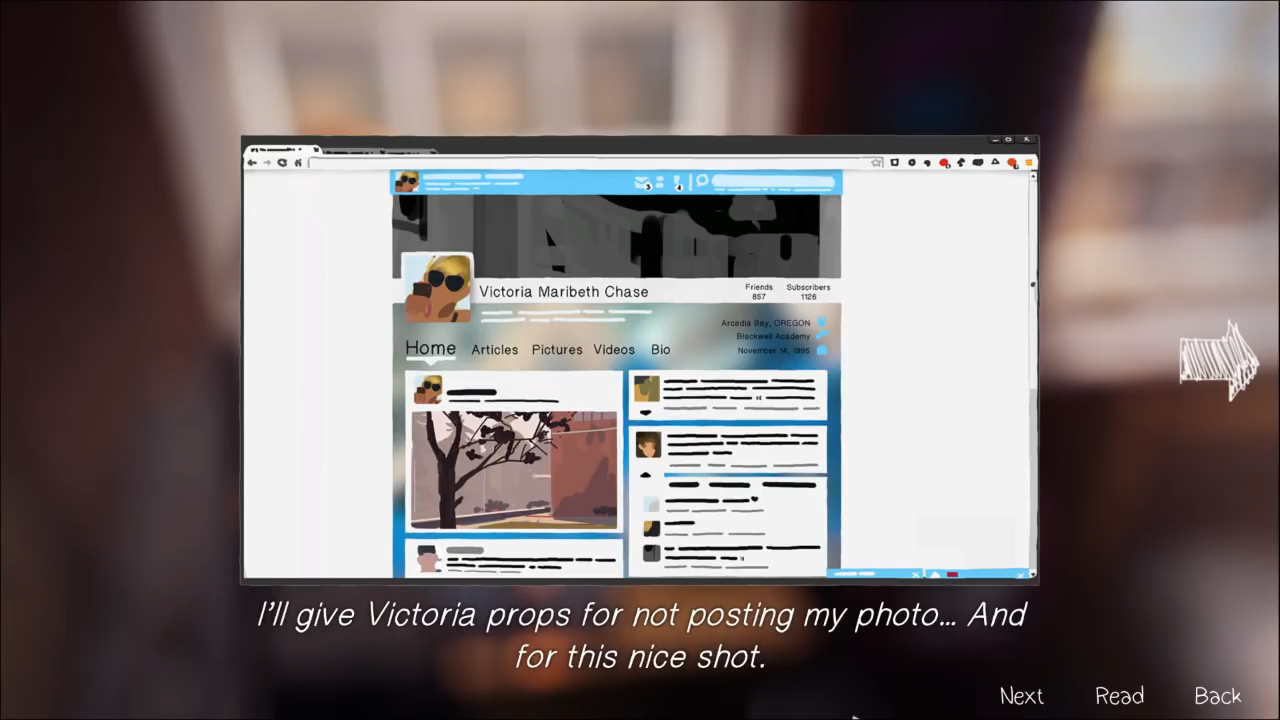 Victoria Maribeth Chase
Friends
857
Subscribers
1126
Arcadia Bay, OREGON
Blackwell Academy
November 14, 1995
Home Articles Pictures Videos Bio
I'll give Victoria props for not posting my photo... And
for this nice shot.
Next Read Back